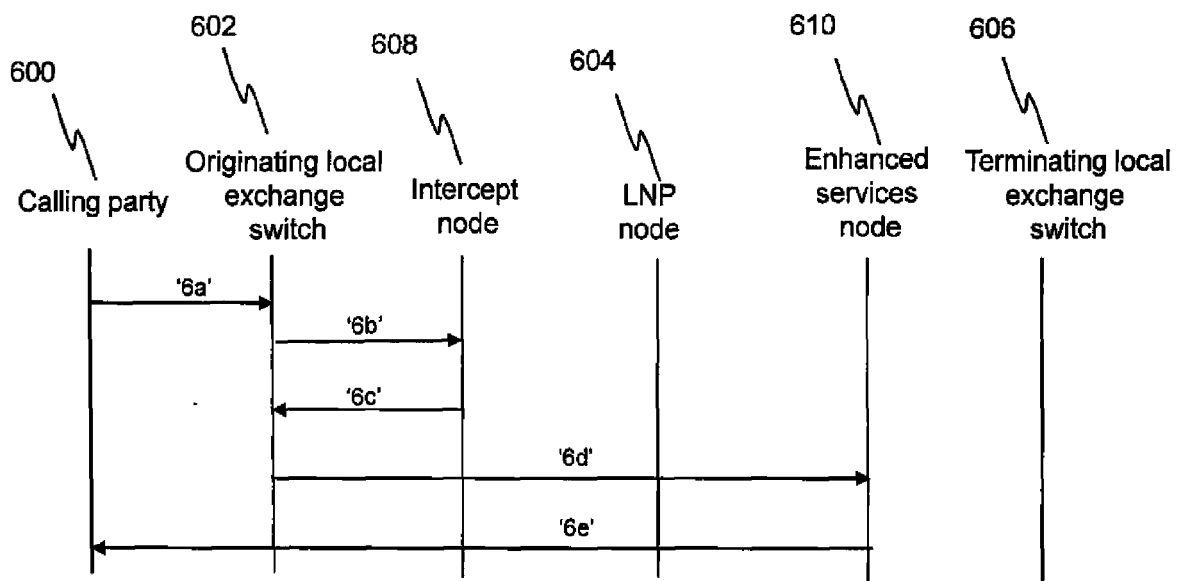 600
602
608
604
610
606
Calling party
Originating local
exchange
switch
Intercept
node
LNP
node
Enhanced
services
node
Terminating local
exchange
switch
'6a'
'6b'
'6c'
'6d'
'6e'